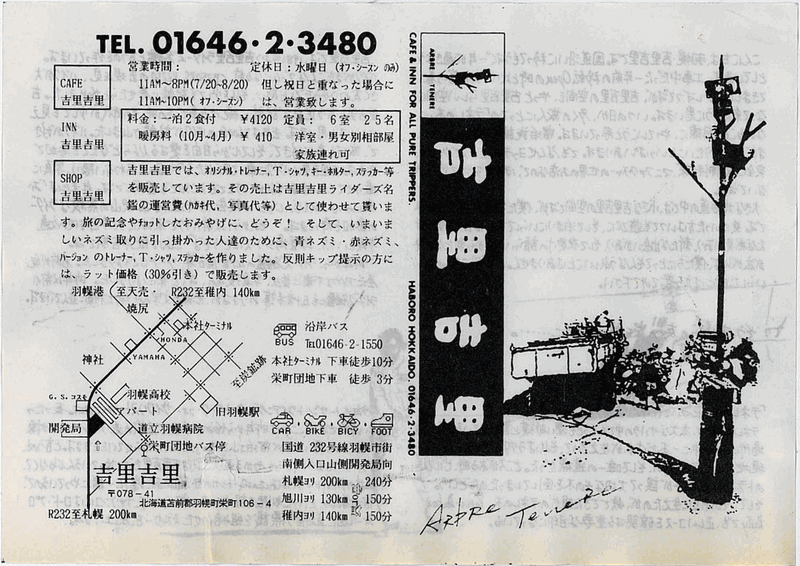 TEL. 01646・2・3480
営業時間: 定休日:水曜日(オフ・シーズン のみ)
CAFE 吉里吉里
11AM~8PM(7/20~8/20) 但し祝日と重なった場合に
11AM~10PM(オフ・シーズン) は、営業致します。
INN 吉里吉里
料金:一泊2食付 ¥4120 定員: 6室 25名
暖房料(10月~4月) ¥ 410 洋室・男女別相部屋
家族連れ可
SHOP 吉里吉里
吉里吉里では、オリジナル・トレーナー、T・シャツ、キー・ホルダー、ステッカー等
を販売しています。その売上は吉里吉里ライダーズ名
鑑の運営費(ハガキ代、写真代等)として使わせて貰いま
す。旅の記念やチョットしたおみやげに、どうぞ! そして、いまいま
しいネズミ取りに引っ掛かった人達のために、青ネズミ・赤ネズミ、
バージョン のトレーナー、T・シャツ、ステッカーを作りました。反則キップ提示の方に
は、ラット価格(30%引き)で販売します。
羽幌港(至天売・焼尻 R232至稚内 140km
本社ターミナル
HONDA
YAMAHA
神社
至炭鉱跡
G.S.コスモ
羽幌高校
アパート
旧羽幌駅
開発局
道立羽幌病院
栄町団地バス停
吉里吉里
〒078-41
北海道苫前郡羽幌町栄町106-4
R232至札幌 200km
BUS 沿岸バス
TEL01646-2-1550
本社ターミナル 下車徒歩10分
栄町団地下車 徒歩 3分
CAR BIKE BICY FOOT
国道 232号線羽幌市街
南側入口山側開発局向
札幌ヨリ 200km 240分
旭川ヨリ 130km 150分
稚内ヨリ 140km 150分
CAFE & INN FOR ALL PURE TRIPPERS.
HABORO HOKKAIDO. 01646・2・3480
ARBRE TENERE
吉里吉里
ARBRE TENERE